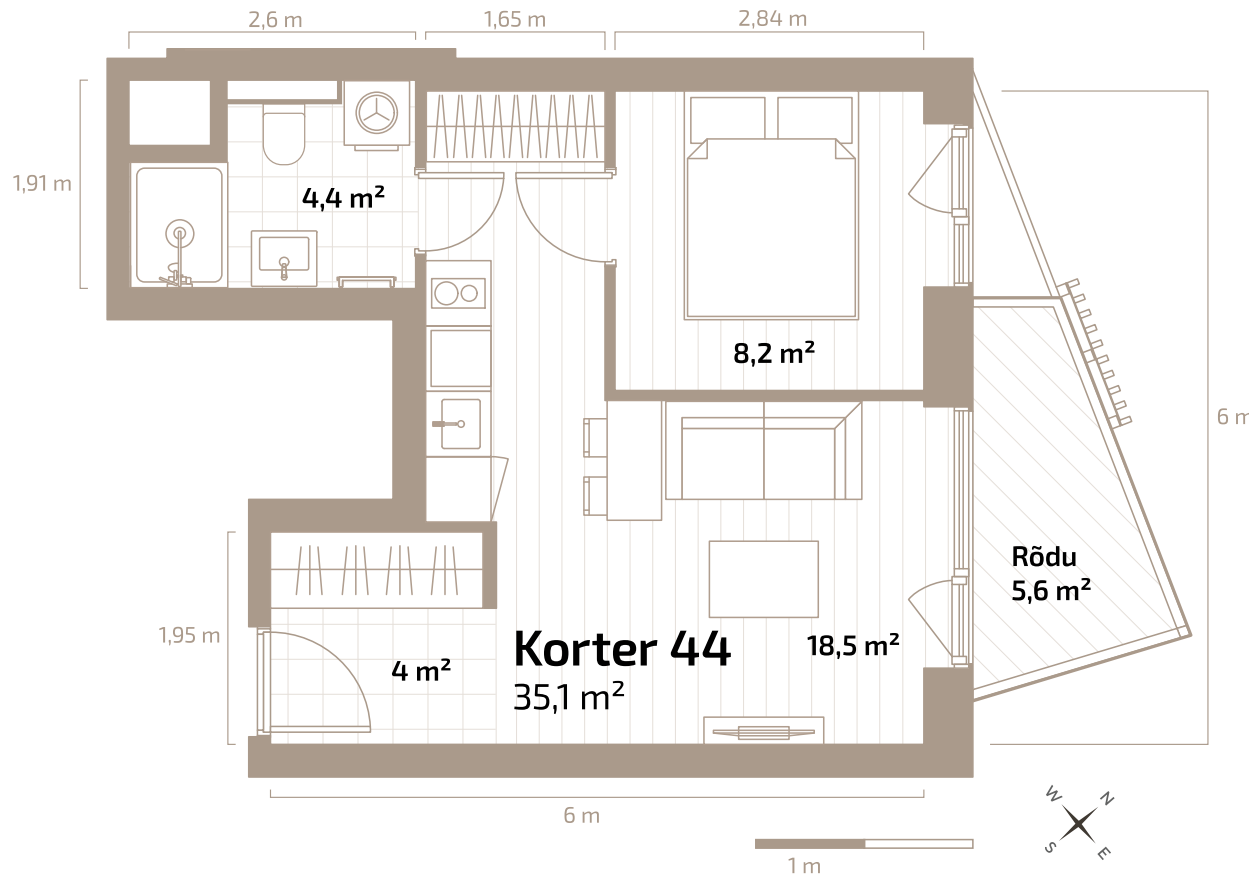 2,6 m
1,65 m
2,84 m
1,91 m
4,4 m²
8,2 m²
6 m
Rõdu
5,6 m²
1,95 m
4 m²
Korter 44
35,1 m²
18,5 m²
6 m
1 m
W
N
S
E